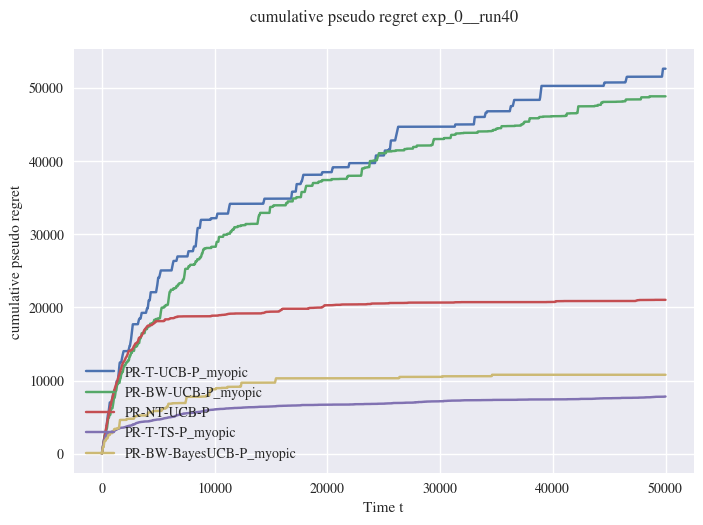 cumulative pseudo regret exp_0__run40
cumulative pseudo regret
50000
40000
30000
20000
10000
0
PR-T-UCB-P_myopic
PR-BW-UCB-P_myopic
PR-NT-UCB-P
PR-T-TS-P_myopic
PR-BW-BayesUCB-P_myopic
0 10000 20000 30000 40000 50000
Time t